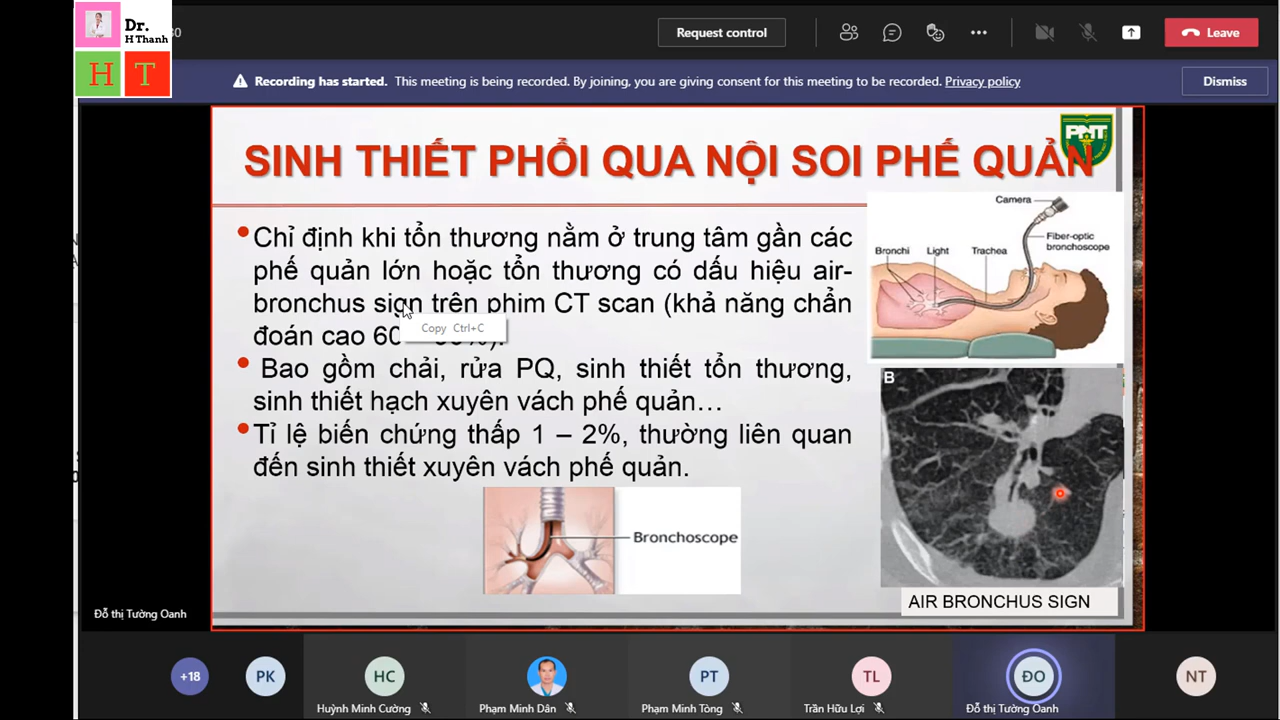 Dr.
H Thanh
H T
30
Request control
Leave
Recording has started. This meeting is being recorded. By joining, you are giving consent for this meeting to be recorded. Privacy policy
Dismiss
PNT
SINH THIẾT PHỔI QUA NỘI SOI PHẾ QUẢN
Chỉ định khi tổn thương nằm ở trung tâm gần các
phế quản lớn hoặc tổn thương có dấu hiệu air-
bronchus sign trên phim CT scan (khả năng chẩn
đoán cao 60
Copy Ctrl+C
Bao gồm chải, rửa PQ, sinh thiết tổn thương,
sinh thiết hạch xuyên vách phế quản…
Tỉ lệ biến chứng thấp 1 – 2%, thường liên quan
đến sinh thiết xuyên vách phế quản.
Camera
Fiber-optic
bronchoscope
Bronchi
Light
Trachea
B
Bronchoscope
AIR BRONCHUS SIGN
Đỗ thị Tường Oanh
+18
PK
HC
Huỳnh Minh Cường
Phạm Minh Dân
PT
Phạm Minh Tòng
TL
Trần Hữu Lợi
ĐO
Đỗ thị Tường Oanh
NT